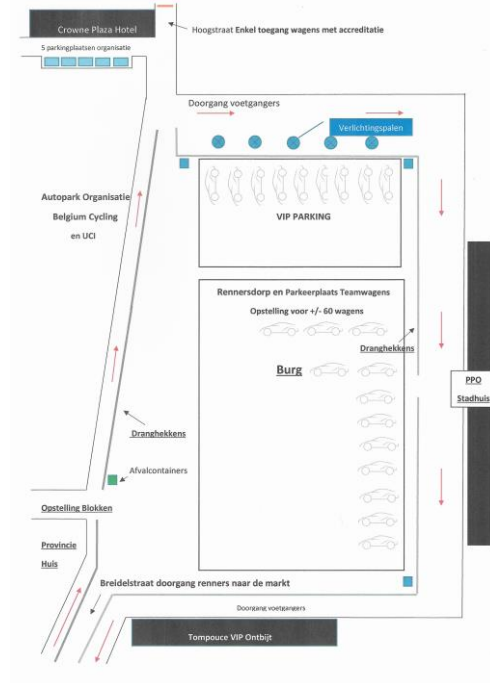 Crowne Plaza Hotel
Hoogstraat Enkel toegang wagens met accreditatie
5 parkingplaatsen organisatie
Doorgang voetgangers
Verlichtingspalen
Autopark Organisatie
Belgium Cycling
en UCI
VIP PARKING
Rennersdorp en Parkeerplaats Teamwagens
Opstelling voor +/- 60 wagens
Dranghekkens
Burg
PPO
Stadhuis
Dranghekkens
Afvalcontainers
Opstelling Blokken
Provincie
Huis
Breidelstraat doorgang renners naar de markt
Doorgang voetgangers
Tompouce VIP Ontbijt